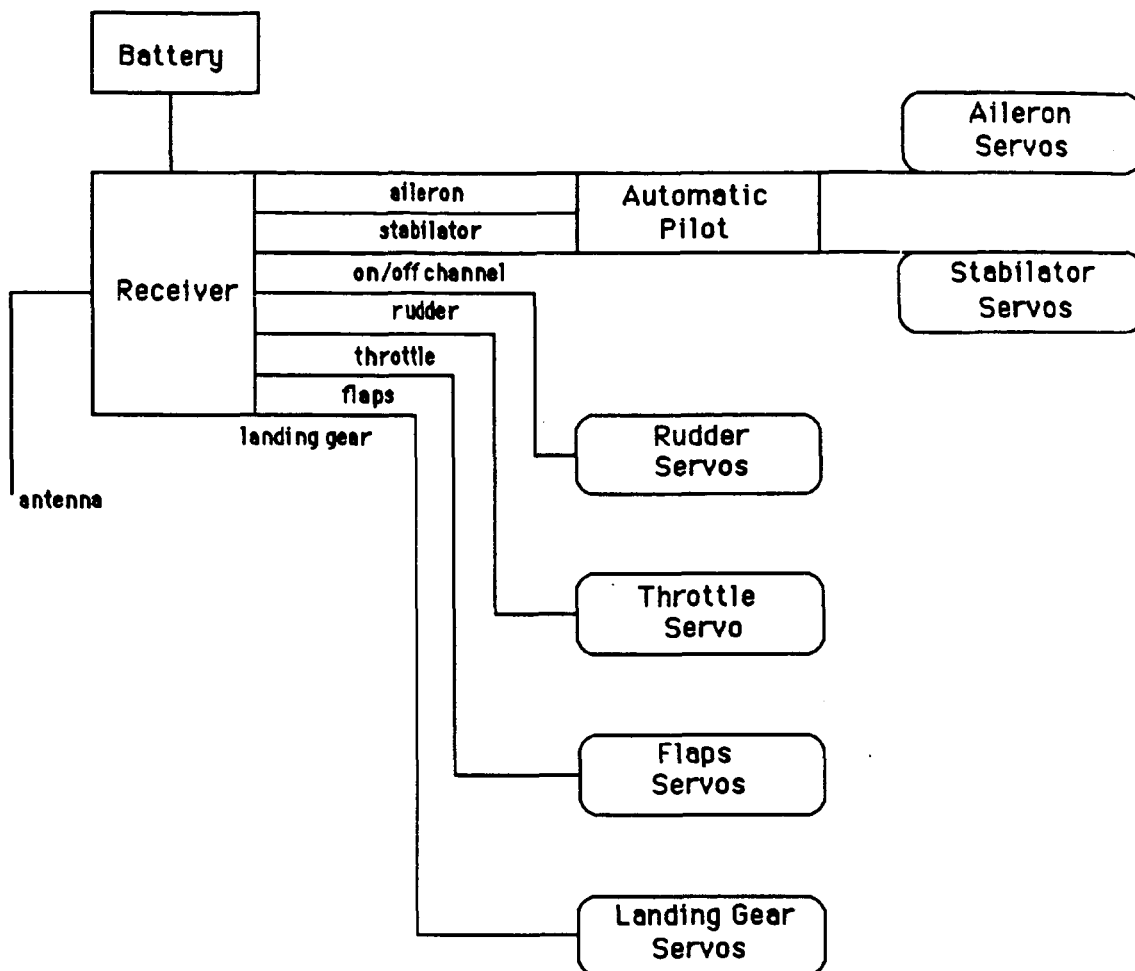 Battery
Aileron
Servos
aileron
Automatic
Pilot
stabilator
on/off channel
Stabilator
Servos
Receiver
rudder
throttle
flaps
landing gear
antenna
Rudder
Servos
Throttle
Servo
Flaps
Servos
Landing Gear
Servos